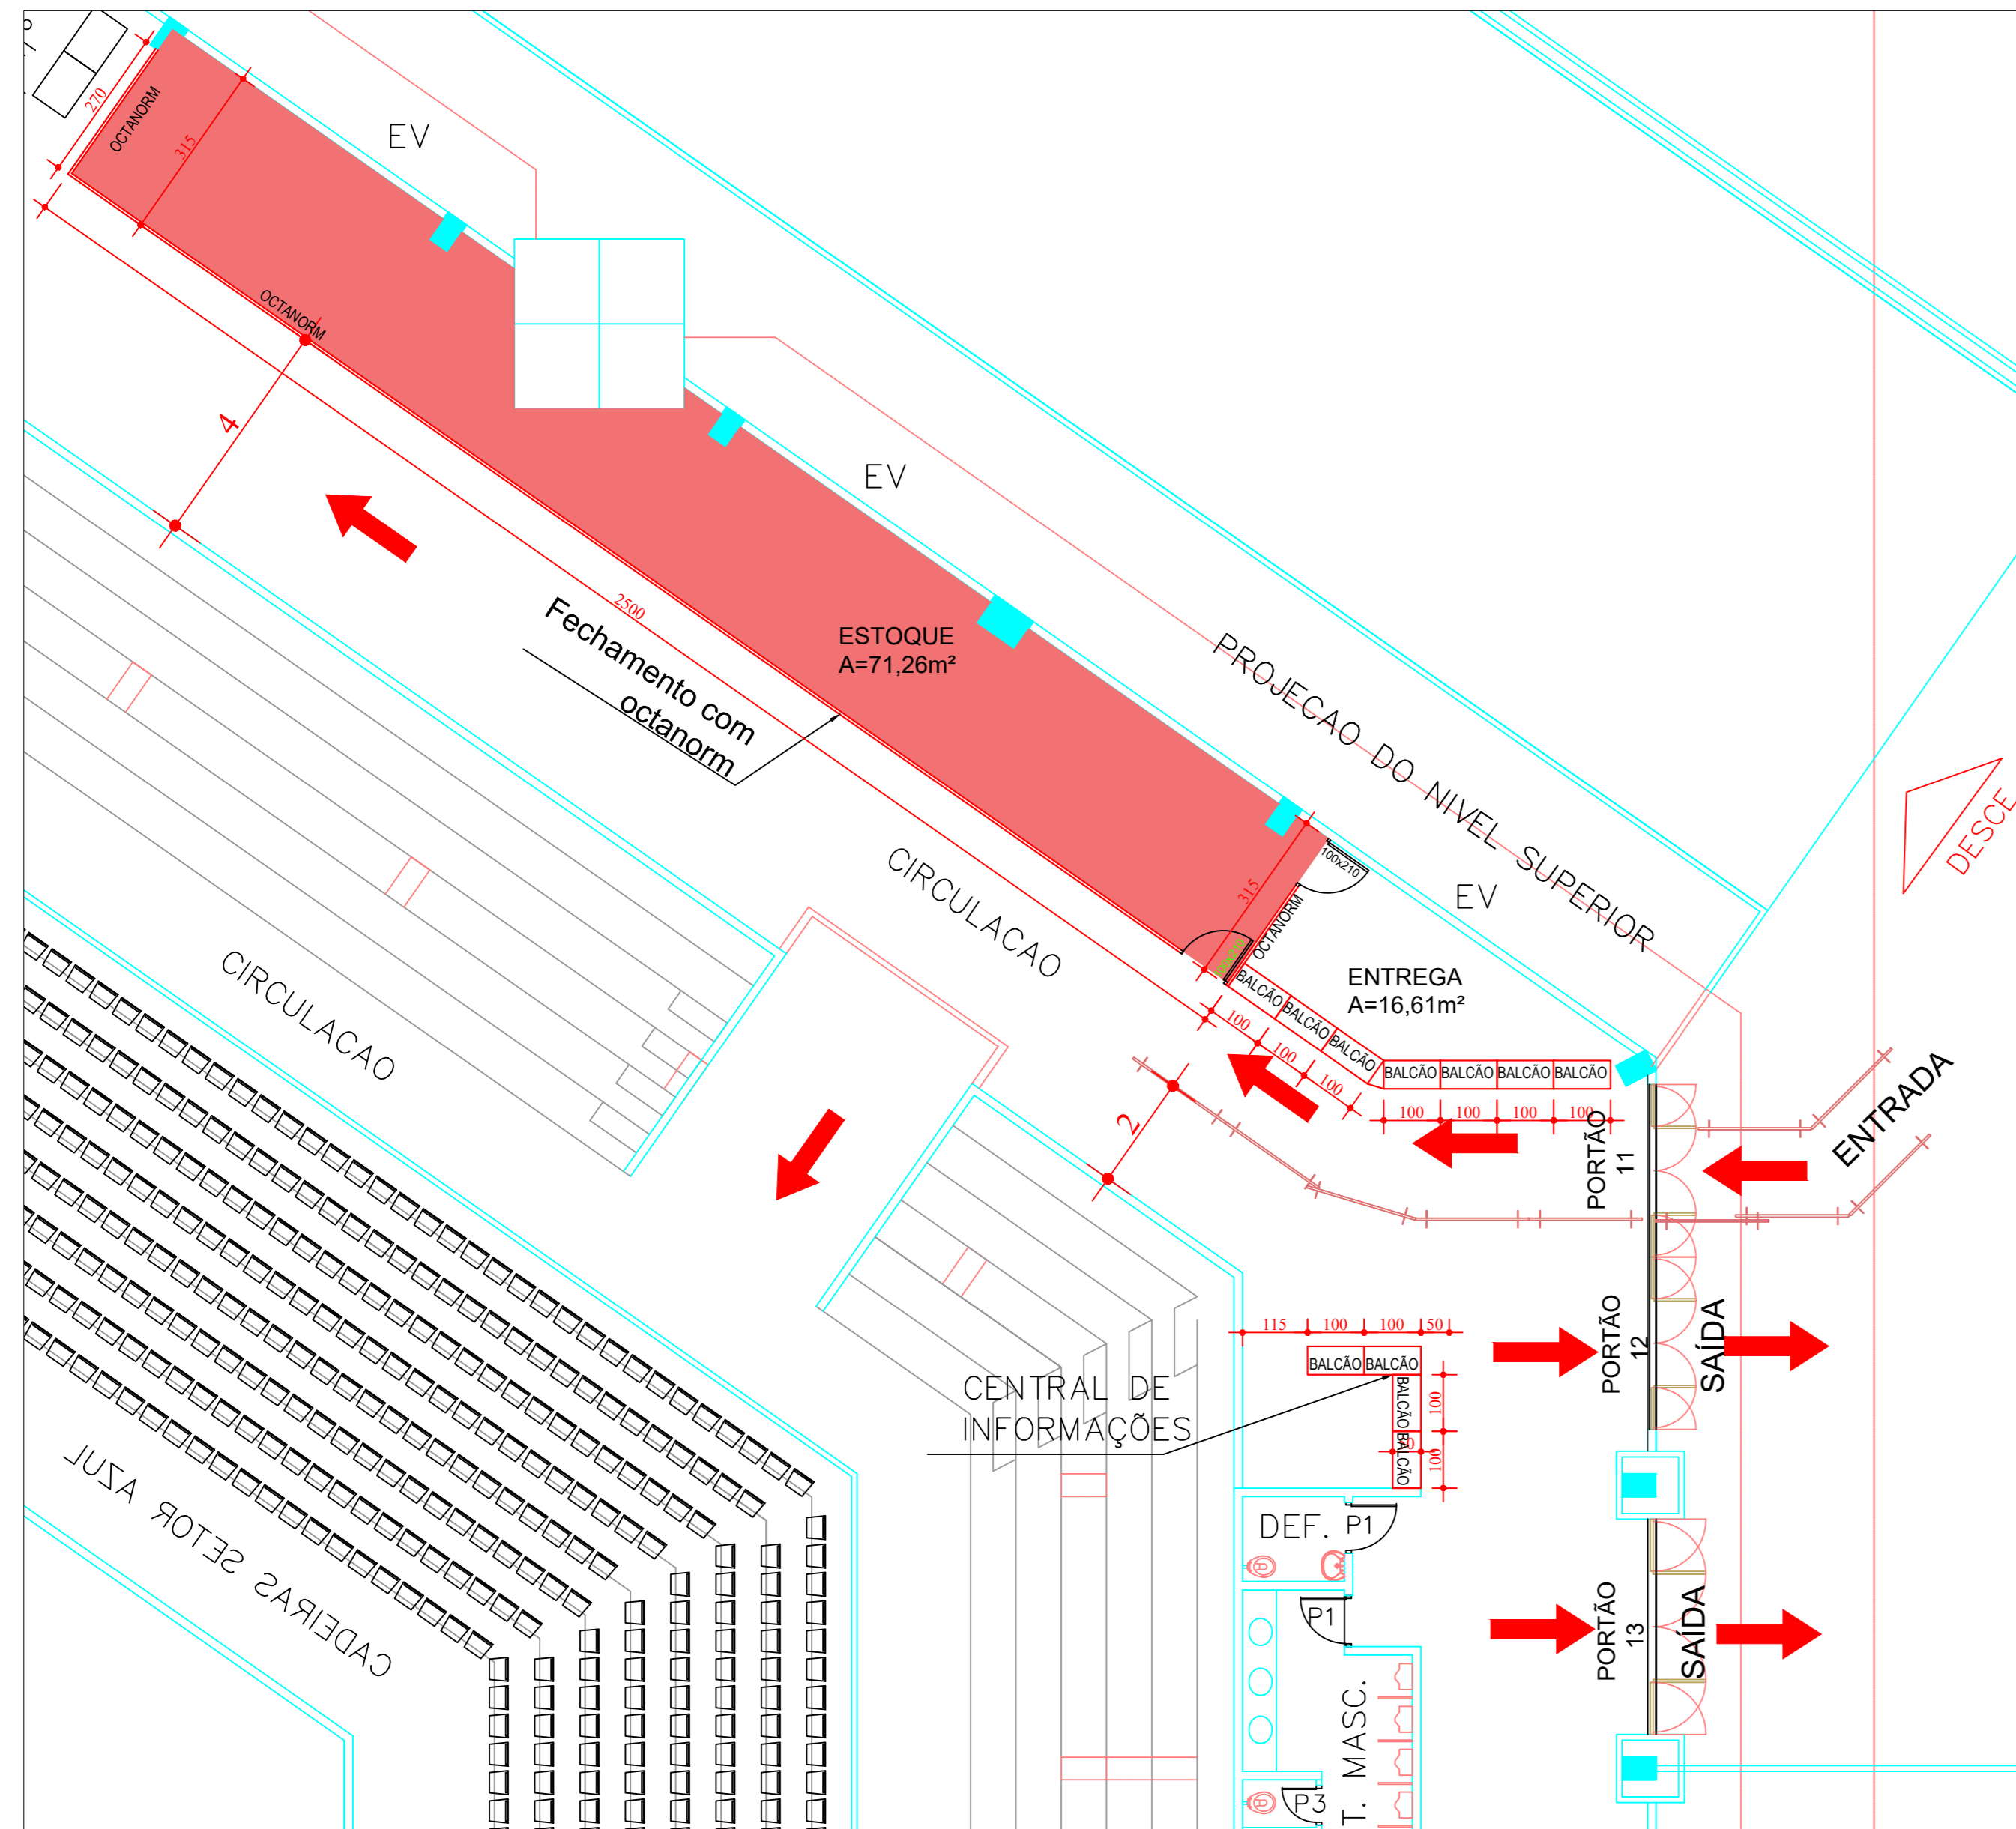 270
OCTANORM
315
EV
OCTANORM
4
EV
2500
Fechamento com
octanorm
ESTOQUE
A=71,26m²
PROJECAO DO NIVEL SUPERIOR
DESCE
CIRCULACAO
100x210
315
OCTANORM
EV
ENTREGA
A=16,61m²
BALCÃO
BALCÃO
BALCÃO
BALCÃO BALCÃO BALCÃO BALCÃO
100
100
100
100 100 100 100
CIRCULACAO
2
PORTÃO
11
ENTRADA
PORTÃO
12
SAÍDA
115 100 100 50
BALCÃO BALCÃO
BALCÃO
BALCÃO
100
100
CENTRAL DE
INFORMAÇÕES
CADEIRAS SETOR AZUL
DEF.
P1
P1
PORTÃO
13
SAÍDA
T. MASC.
P3